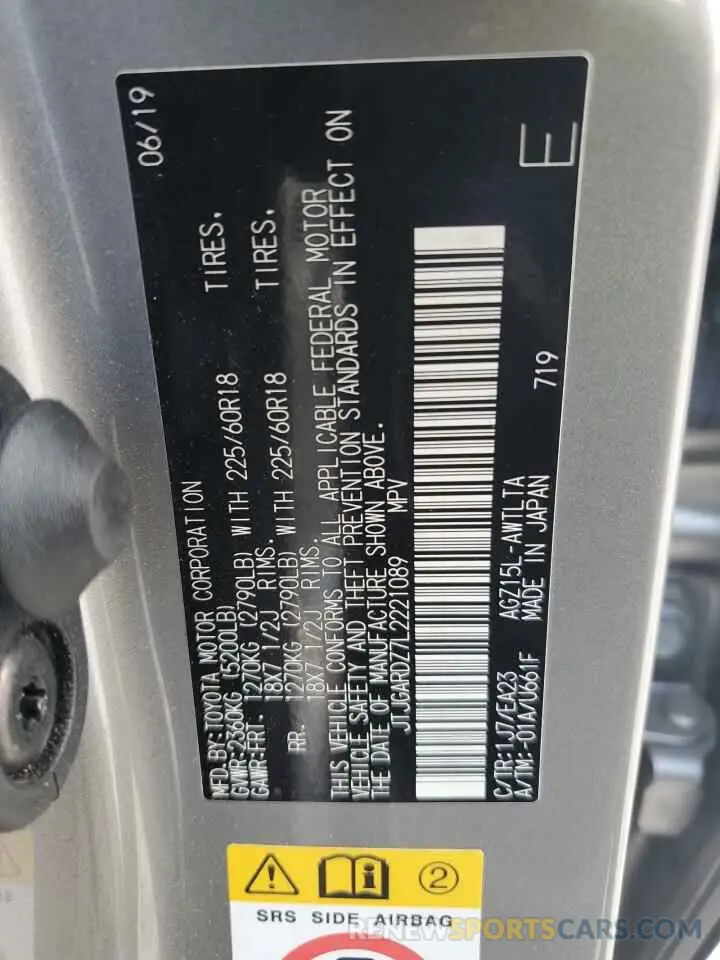 MFD.BY:TOYOTA MOTOR CORPORATION 06/19
GVWR:2360KG (5200LB)
GAWR:FRT. 1270KG (2790LB) WITH 225/60R18 TIRES.
18X7 1/2J RIMS.
RR. 1270KG (2790LB) WITH 225/60R18 TIRES.
18X7 1/2J RIMS.
THIS VEHICLE CONFORMS TO ALL APPLICABLE FEDERAL MOTOR
VEHICLE SAFETY AND THEFT PREVENTION STANDARDS IN EFFECT ON
THE DATE OF MANUFACTURE SHOWN ABOVE.
JTJGARDZ7L2221089 MPV
C/TR:1J7/EA23 AGZ15L-AWTLTA 719
A/TM:-01A/U661F MADE IN JAPAN
E
2
SRS SIDE AIRBAG
RENEWSPORTSCARS.COM